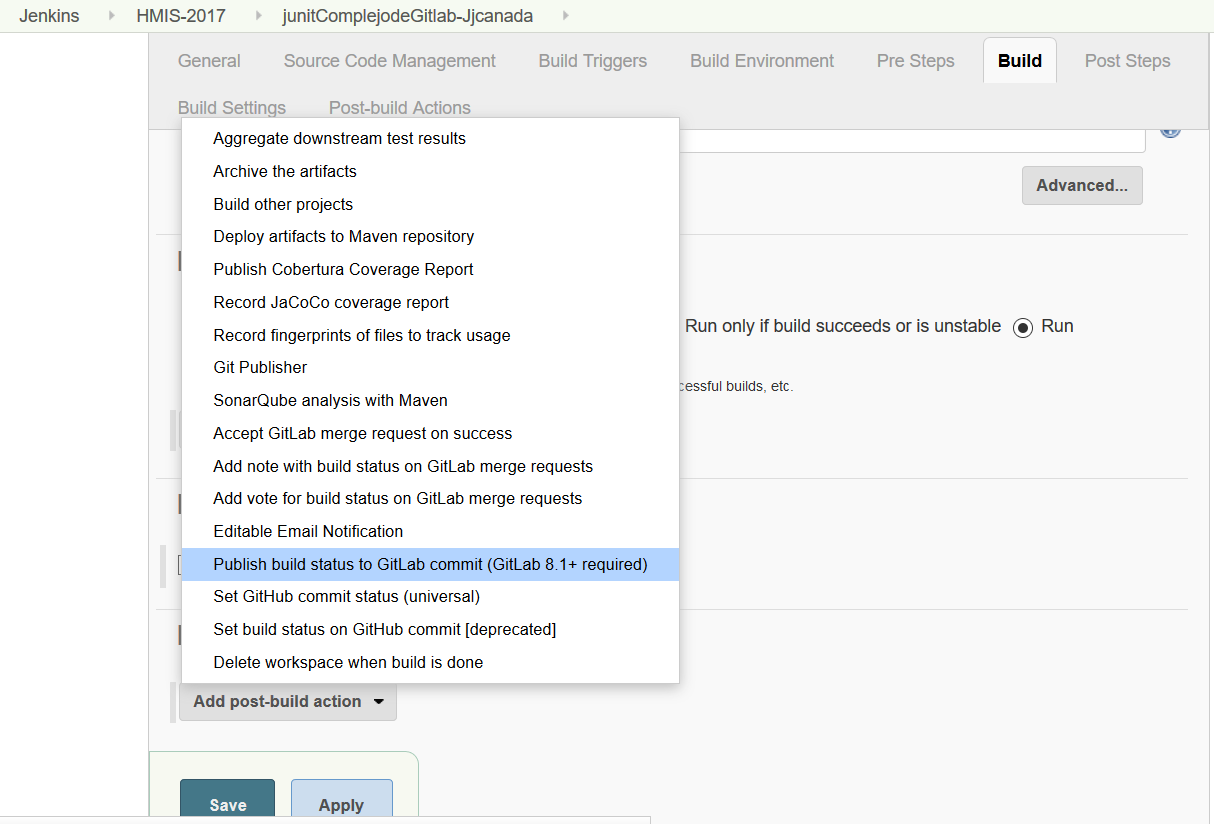 Jenkins HMIS-2017 junitComplejodeGitlab-Jjcanada
General Source Code Management Build Triggers Build Environment Pre Steps Build Post Steps
Build Settings Post-build Actions
Aggregate downstream test results
Archive the artifacts
Advanced...
Build other projects
Deploy artifacts to Maven repository
Publish Cobertura Coverage Report
Record JaCoCo coverage report
Run only if build succeeds or is unstable Run
Record fingerprints of files to track usage
Git Publisher
cessful builds, etc.
SonarQube analysis with Maven
Accept GitLab merge request on success
Add note with build status on GitLab merge requests
Add vote for build status on GitLab merge requests
Editable Email Notification
Publish build status to GitLab commit (GitLab 8.1+ required)
Set GitHub commit status (universal)
Set build status on GitHub commit [deprecated]
Delete workspace when build is done
Add post-build action
Save Apply